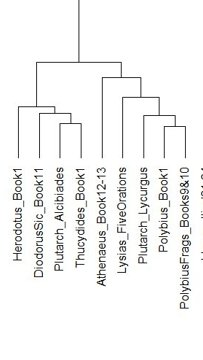 Herodotus_Book1
DiodorusSic_Book11
Plutarch_Alcibiades
Thucydides_Book1
Athenaeus_Book12-13
Lysias_FiveOrations
Plutarch_Lycurgus
Polybius_Book1
PolybiusFrags_Books9&10